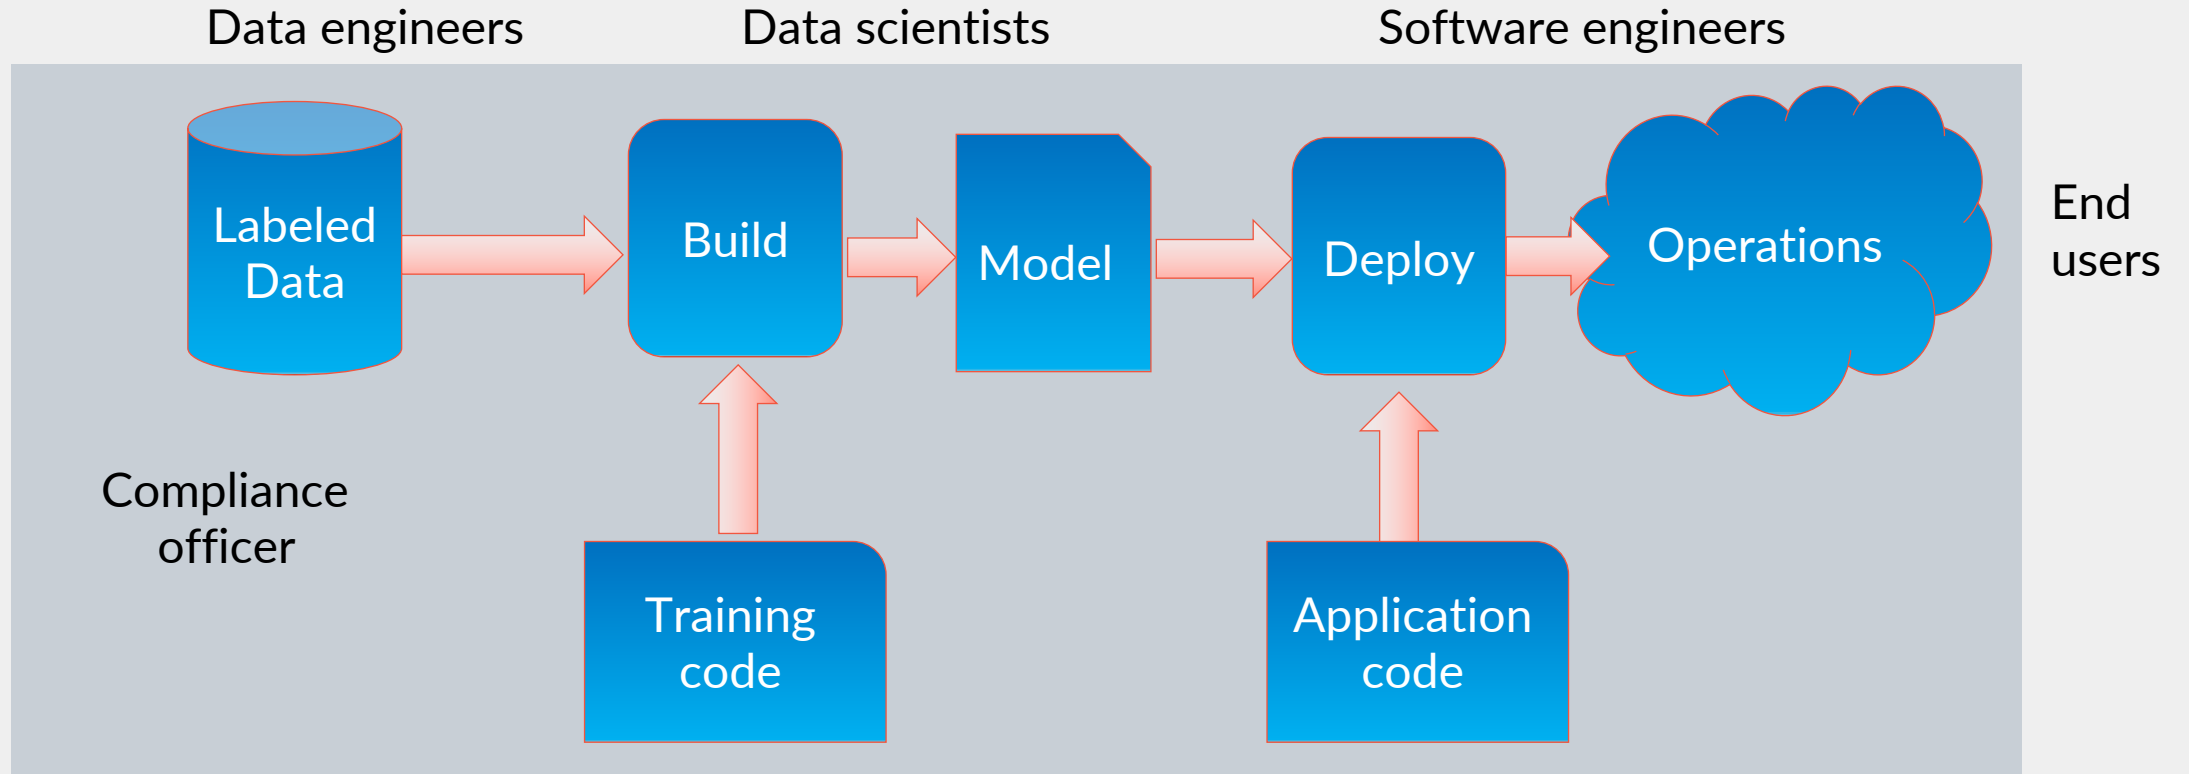 Data engineers
Data scientists
Software engineers
Labeled
Data
Build
Model
Deploy
Operations
End
users
Compliance
officer
Training
code
Application
code